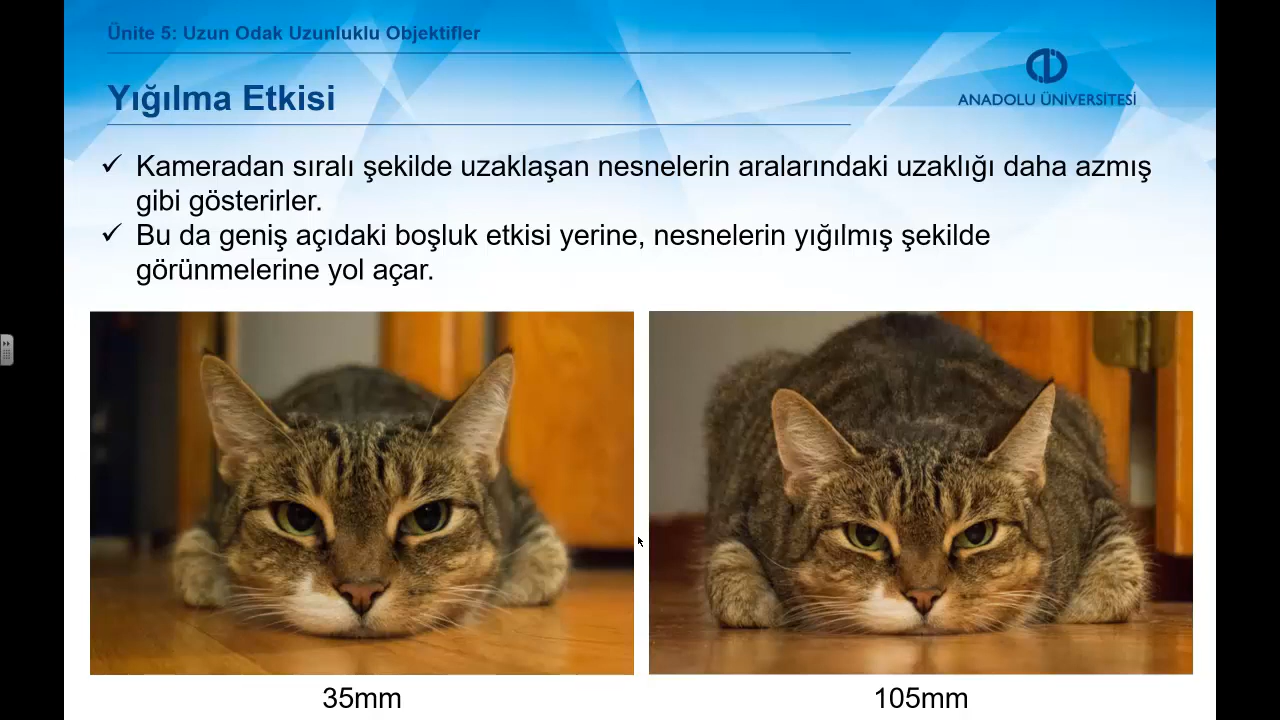 Ünite 5: Uzun Odak Uzunluklu Objektifler
Yığılma Etkisi
ANADOLU ÜNİVERSİTESİ
Kameradan sıralı şekilde uzaklaşan nesnelerin aralarındaki uzaklığı daha azmış
gibi gösterirler.
Bu da geniş açıdaki boşluk etkisi yerine, nesnelerin yığılmış şekilde
görünmelerine yol açar.
35mm
105mm